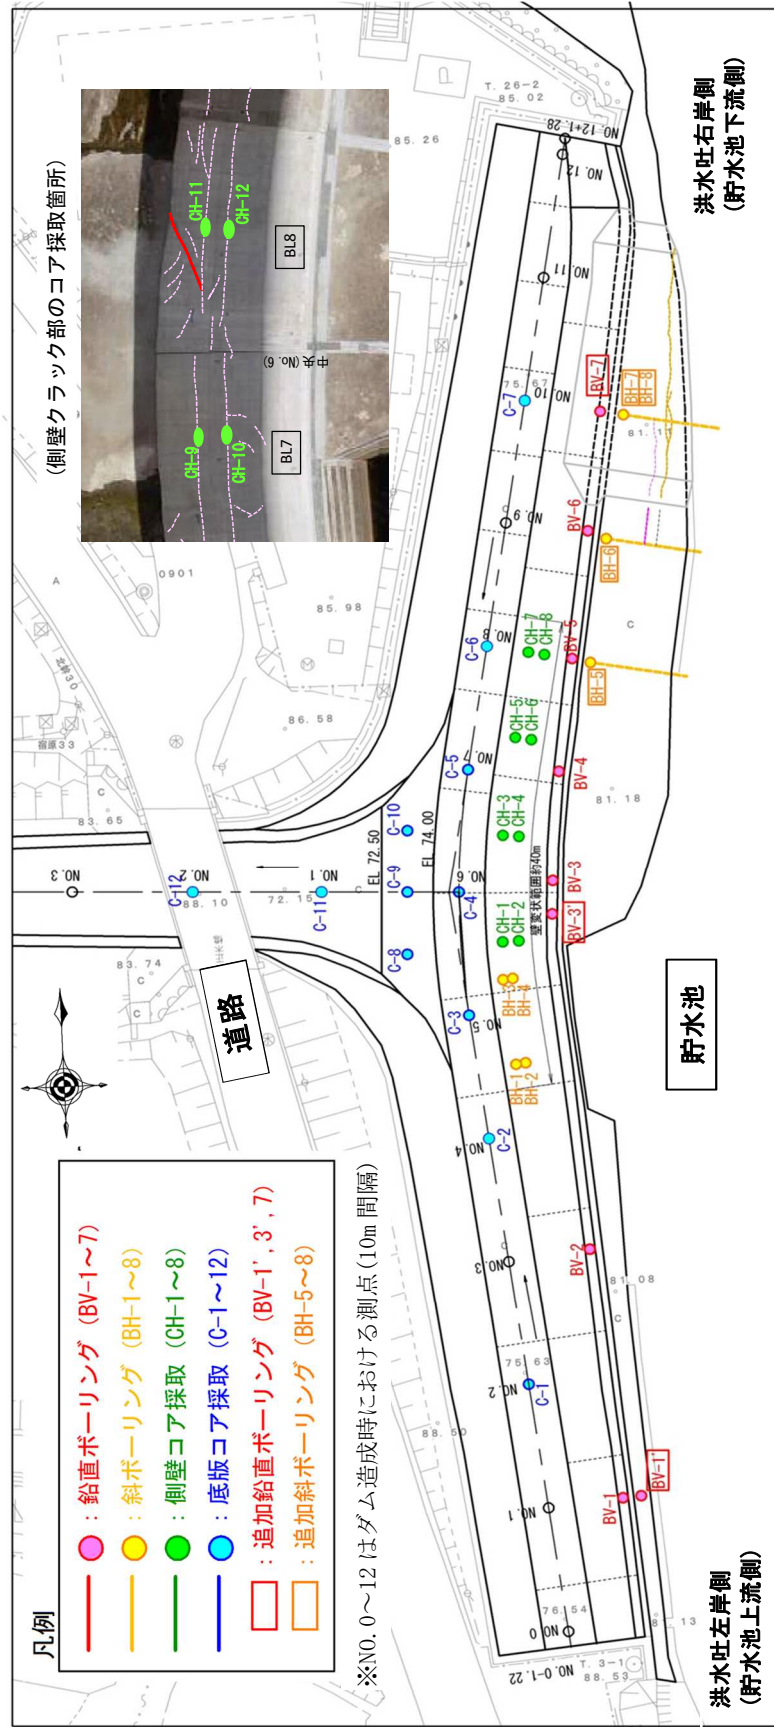 凡例
：鉛直ボーリング (BV-1～7)
：斜ボーリング (BH-1～8)
：側壁コア採取 (CH-1～8)
：底版コア採取 (C-1～12)
：追加鉛直ボーリング (BV-1', 3', 7)
：追加斜ボーリング (BH-5～8)
※NO. 0～12 はダム造成時における測点(10m 間隔)
(側壁クラック部のコア採取箇所)
CH-9
CH-10
CH-11
CH-12
BL7
BL8
中央(No.6)
道路
北幹30
0901
A
85.98
86.58
83.65
83.74
88.10
72.15
88.50
85.26
T. 26-2
85.02
NO.3
NO.2
C-12
NO.1
C-11
EL 72.50
EL 74.00
C-8
C-9
C-10
NO.0-1.22
T. 3-1
88.53
NO.0
76.54
NO.1
NO.2
75.63
C-1
NO.3
NO.4
C-2
NO.5
C-3
NO.6
C-4
NO.7
C-5
NO.8
C-6
NO.9
NO.10
75.67
C-7
NO.11
NO.12
NO.12+1.28
BH-1
BH-2
BH-3
BH-4
CH-1
CH-2
CH-3
CH-4
CH-5
CH-6
CH-7
CH-8
壁変状範囲約40m
BV-1
BV-1'
BV-2
BV-3'
BV-3
BV-4
BV-5
BV-6
BV-7
BH-5
BH-6
BH-7
BH-8
81.08
81.18
C
貯水池
洪水吐左岸側
(貯水池上流側)
洪水吐右岸側
(貯水池下流側)